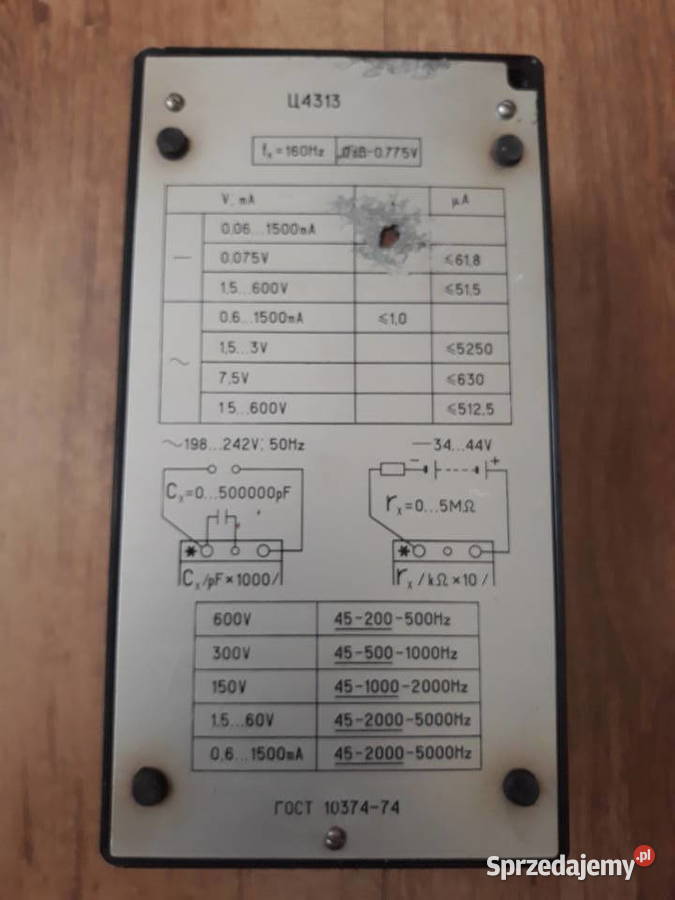 Ц4313
fₓ = 160Hz 0 dB-0.775V
V; mA μA
— 0,06...1500mA
0,075V ≤61,8
1,5...600V ≤51,5
~ 0,6...1500mA ≤1,0
1,5...3V ≤5250
7,5V ≤630
15...600V ≤512,5
~198...242V; 50Hz
Cₓ=0...500000pF
*
Cₓ/pF×1000/
—34...44V
− +
rₓ=0...5MΩ
*
rₓ/kΩ×10/
600V 45-200-500Hz
300V 45-500-1000Hz
150V 45-1000-2000Hz
1.5...60V 45-2000-5000Hz
0,6...1500mA 45-2000-5000Hz
ГОСТ 10374-74
Sprzedajemy.pl